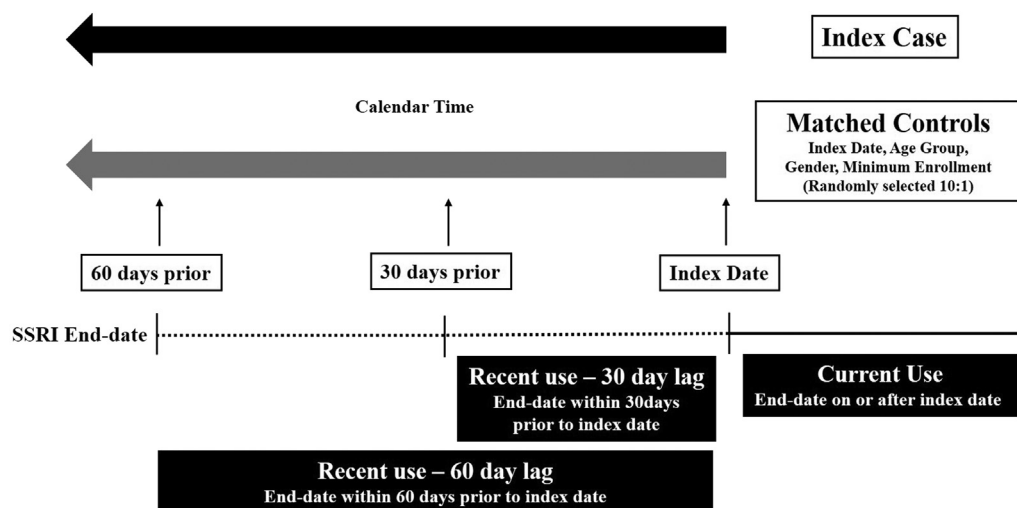 Index Case
Calendar Time
Matched Controls
Index Date, Age Group,
Gender, Minimum Enrollment
(Randomly selected 10:1)
60 days prior
30 days prior
Index Date
SSRI End-date
Recent use – 30 day lag
End-date within 30days
prior to index date
Current Use
End-date on or after index date
Recent use – 60 day lag
End-date within 60 days prior to index date